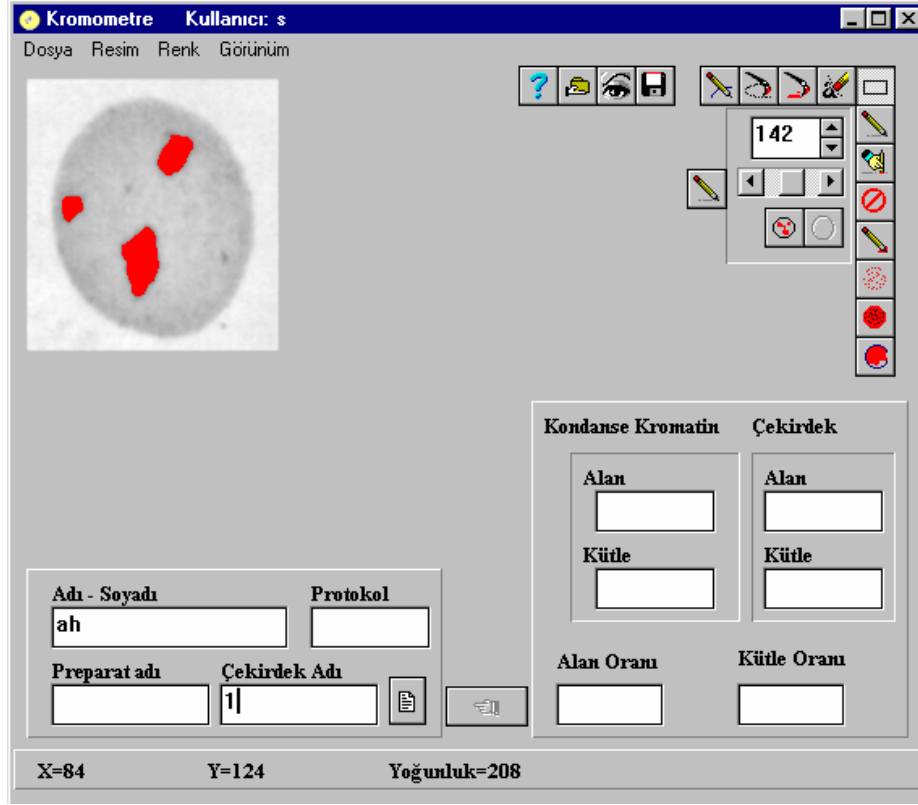 Kromometre Kullanıcı: s
Dosya Resim Renk Görünüm
142
Kondanse Kromatin Çekirdek
Alan Alan
Kütle Kütle
Adı - Soyadı Protokol
ah
Preparat adı Çekirdek Adı
1
Alan Oranı Kütle Oranı
X=84 Y=124 Yoğunluk=208